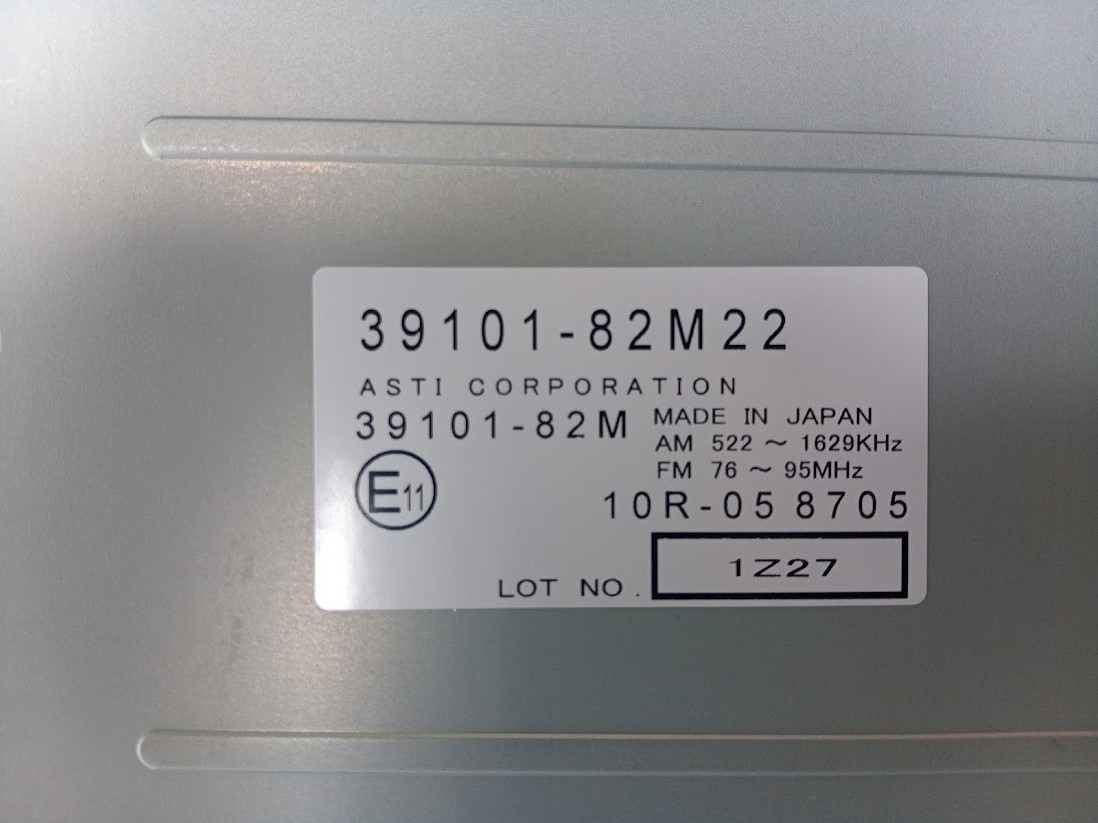 39101-82M22
ASTI CORPORATION
39101-82M
MADE IN JAPAN
AM 522 ～ 1629KHz
FM 76 ～ 95MHz
E11
10R-05 8705
LOT NO. 1Z27